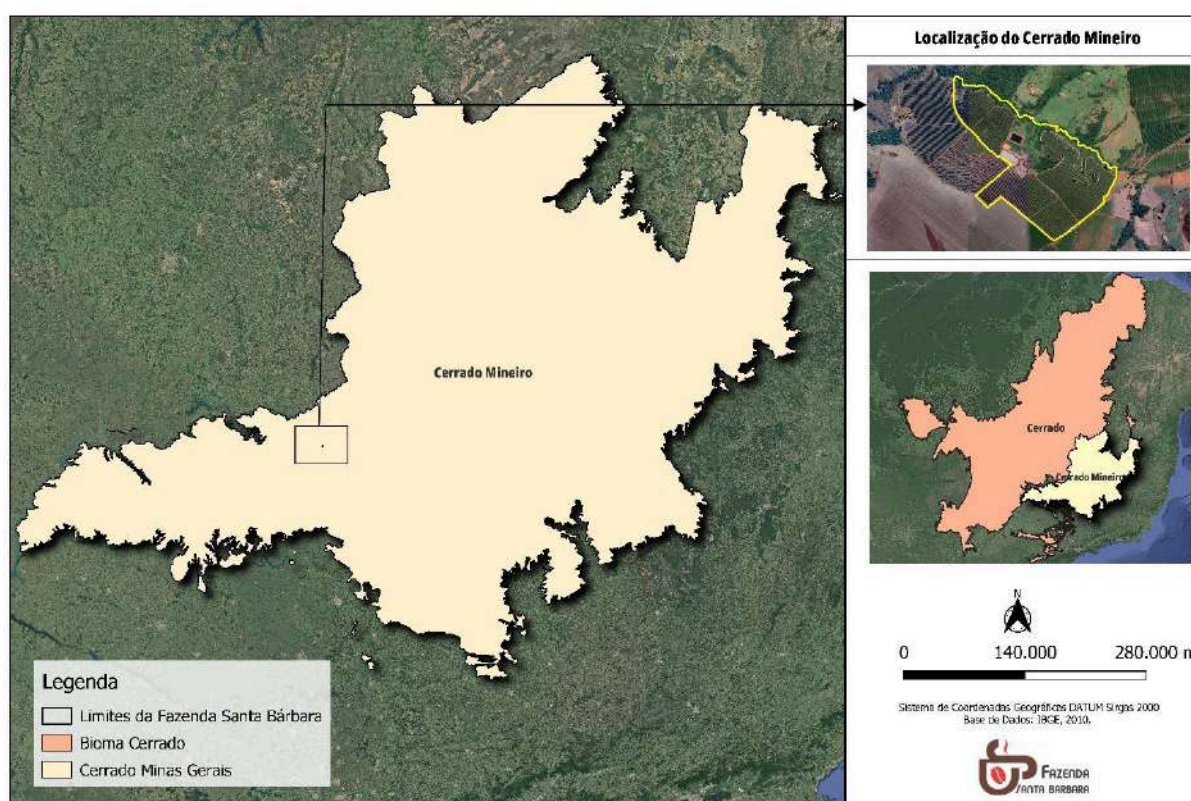 Localização do Cerrado Mineiro
Cerrado Mineiro
Cerrado
Cerrado Mineiro
N
0 140.000 280.000 m
Legenda
Limites da Fazenda Santa Bárbara
Bioma Cerrado
Cerrado Minas Gerais
Sistema de Coordenadas Geográficas DATUM Sirgas 2000
Base de Dados: IBGE, 2010.
FAZENDA
SANTA BARBARA